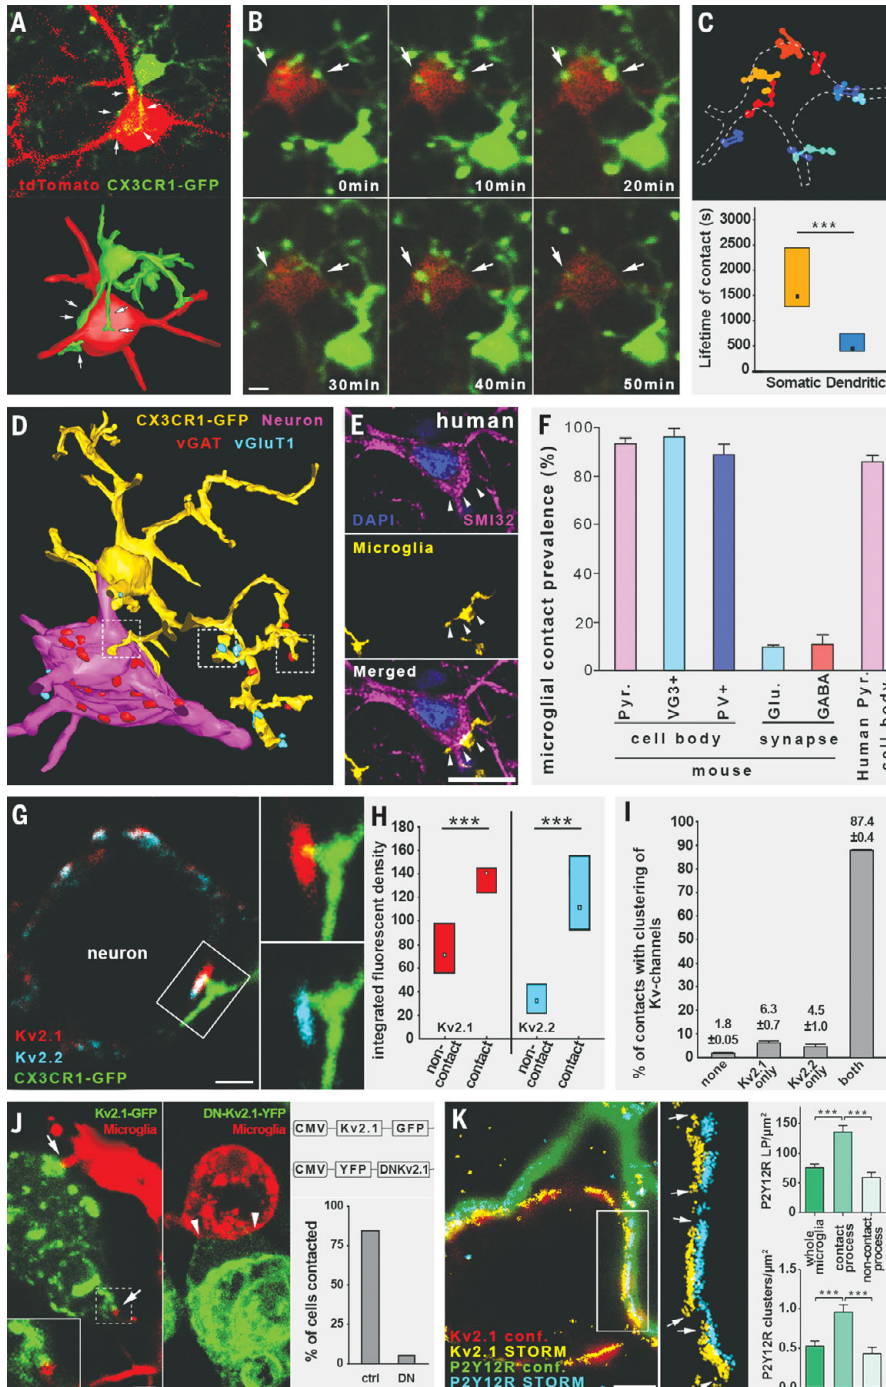 A
tdTomato CX3CR1-GFP
B
0min
10min
20min
30min
40min
50min
C
Lifetime of contact (s)
3000
2500
2000
1500
1000
500
0
***
Somatic Dendritic
D
CX3CR1-GFP Neuron
vGAT vGluT1
E
human
DAPI SMI32
Microglia
Merged
F
microglial contact prevalence (%)
100
80
60
40
20
0
Pyr.
VG3+
PV+
Glu.
GABA
Human Pyr.
cell body
cell body
synapse
mouse
G
neuron
Kv2.1
Kv2.2
CX3CR1-GFP
H
integrated fluorescent density
180
160
140
120
100
80
60
40
20
0
***
***
Kv2.1
Kv2.2
non-
contact
contact
non-
contact
contact
I
% of contacts with clustering of
Kv-channels
100
90
80
70
60
50
40
30
20
10
0
1.8
±0.05
6.3
±0.7
4.5
±1.0
87.4
±0.4
none
Kv2.1
only
Kv2.2
only
both
J
Kv2.1-GFP
Microglia
DN-Kv2.1-YFP
Microglia
CMV Kv2.1 GFP
CMV YFP DNKv2.1
% of cells contacted
100
75
50
25
0
ctrl DN
K
Kv2.1 conf.
Kv2.1 STORM
P2Y12R conf.
P2Y12R STORM
P2Y12R LP/µm²
150
100
50
0
*** ***
whole
microglia
contact
process
non-contact
process
P2Y12R clusters/µm²
1.0
0.5
0.0
*** ***